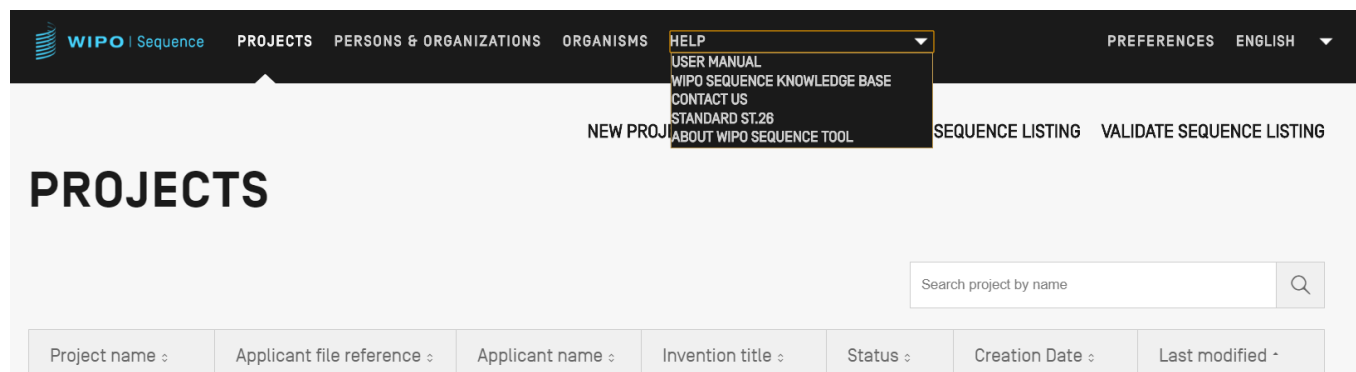 WIPO | Sequence PROJECTS PERSONS & ORGANIZATIONS ORGANISMS HELP PREFERENCES ENGLISH
USER MANUAL
WIPO SEQUENCE KNOWLEDGE BASE
CONTACT US
STANDARD ST.26
ABOUT WIPO SEQUENCE TOOL
NEW SEQUENCE LISTING VALIDATE SEQUENCE LISTING
PROJECTS
Search project by name
Project name Applicant file reference Applicant name Invention title Status Creation Date Last modified